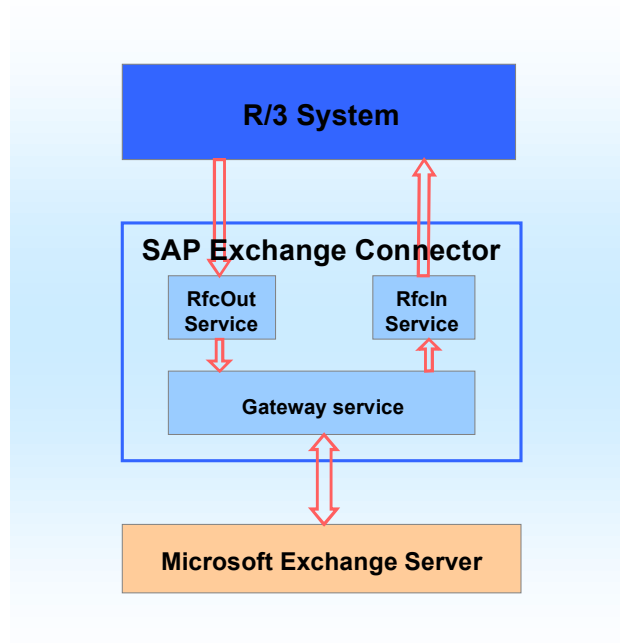 R/3 System
SAP Exchange Connector
RfcOut
Service
RfcIn
Service
Gateway service
Microsoft Exchange Server